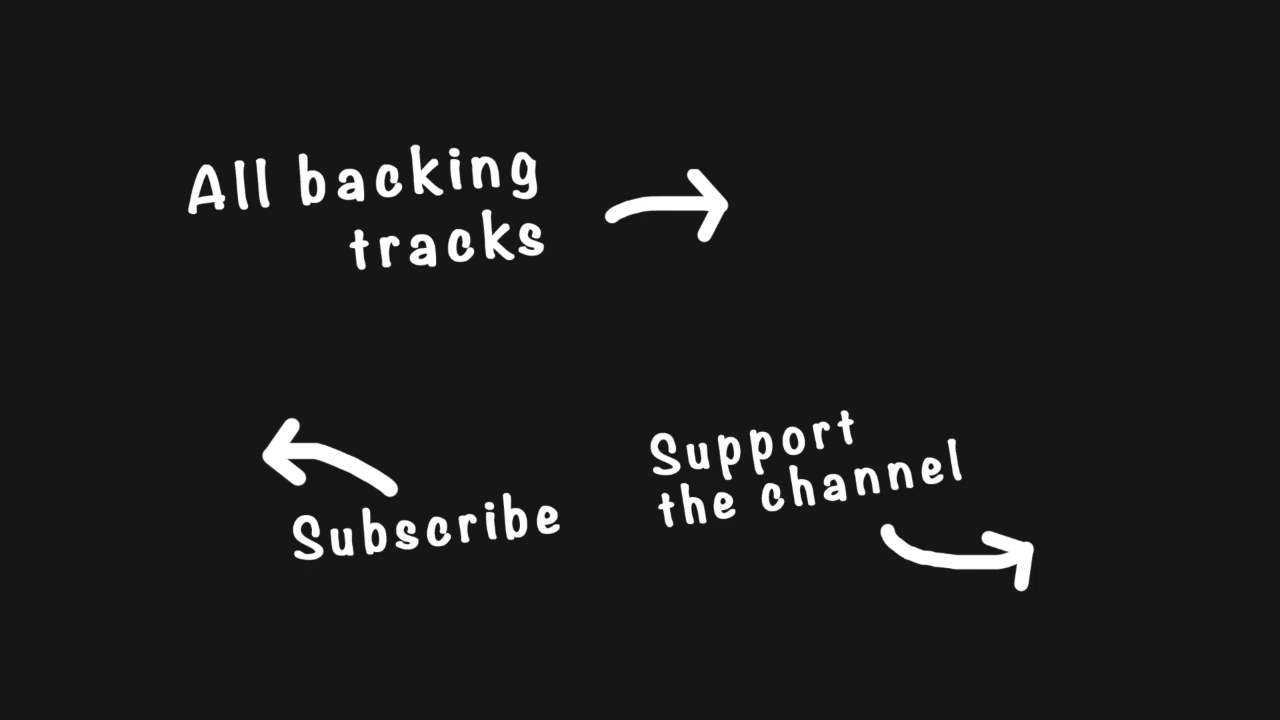 All backing
tracks
Subscribe
Support
the channel